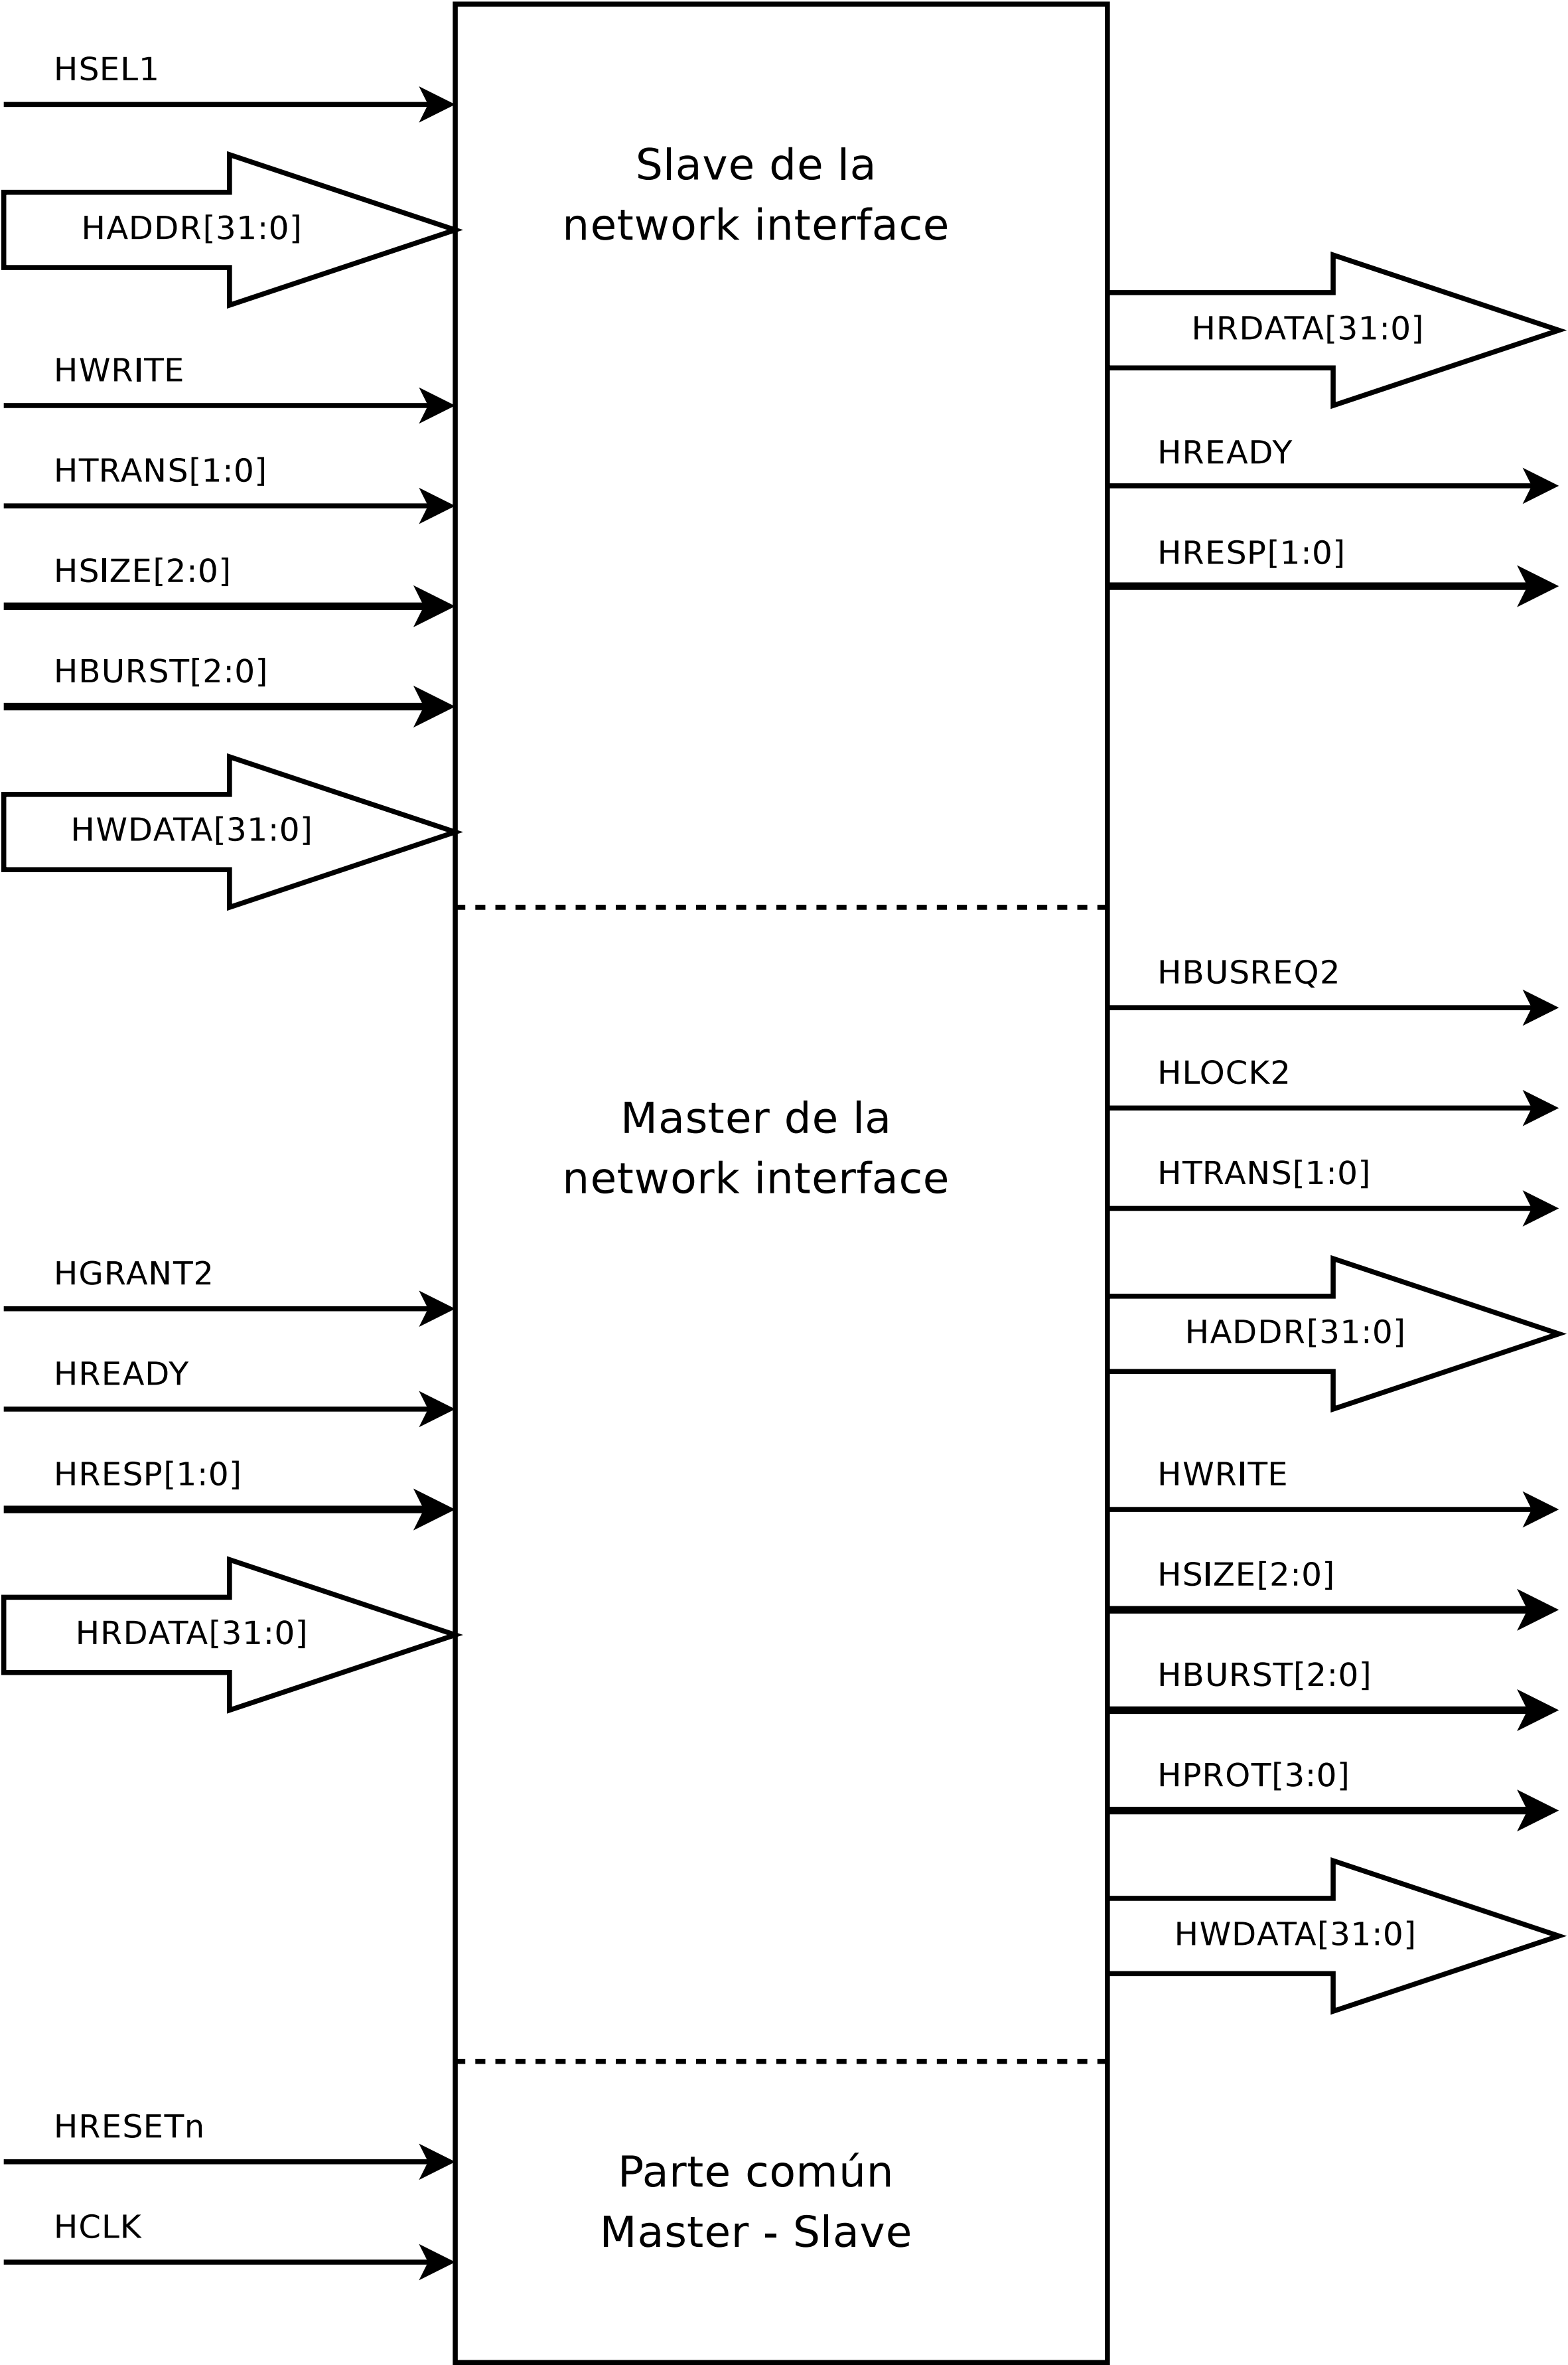 HSEL1
HADDR[31:0]
HWRITE
HTRANS[1:0]
HSIZE[2:0]
HBURST[2:0]
HWDATA[31:0]
Slave de la
network interface
HRDATA[31:0]
HREADY
HRESP[1:0]
HGRANT2
HREADY
HRESP[1:0]
HRDATA[31:0]
Master de la
network interface
HBUSREQ2
HLOCK2
HTRANS[1:0]
HADDR[31:0]
HWRITE
HSIZE[2:0]
HBURST[2:0]
HPROT[3:0]
HWDATA[31:0]
HRESETn
HCLK
Parte común
Master - Slave